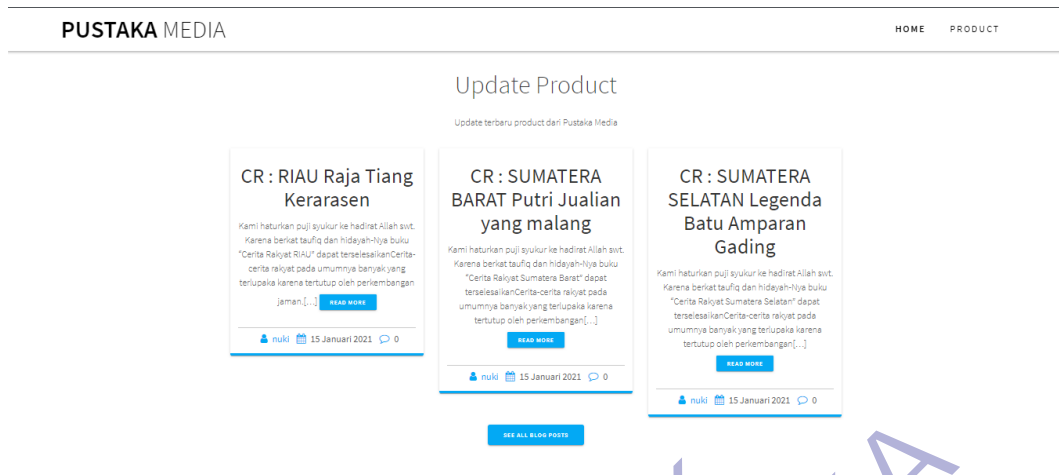 PUSTAKA MEDIA
HOME PRODUCT
Update Product
Update terbaru product dari Pustaka Media
CR : RIAU Raja Tiang
Kerarasen
Kami haturkan puji syukur ke hadirat Allah swt.
Karena berkat taufiq dan hidayah-Nya buku
"Cerita Rakyat RIAU" dapat terselesaikanCerita-
cerita rakyat pada umumnya banyak yang
terlupaka karena tertutup oleh perkembangan
jaman.[…] READ MORE
nuki 15 Januari 2021 0
CR : SUMATERA
BARAT Putri Jualian
yang malang
Kami haturkan puji syukur ke hadirat Allah swt.
Karena berkat taufiq dan hidayah-Nya buku
"Cerita Rakyat Sumatera Barat" dapat
terselesaikanCerita-cerita rakyat pada
umumnya banyak yang terlupaka karena
tertutup oleh perkembangan[…]
READ MORE
nuki 15 Januari 2021 0
CR : SUMATERA
SELATAN Legenda
Batu Amparan
Gading
Kami haturkan puji syukur ke hadirat Allah swt.
Karena berkat taufiq dan hidayah-Nya buku
"Cerita Rakyat Sumatera Selatan" dapat
terselesaikanCerita-cerita rakyat pada
umumnya banyak yang terlupaka karena
tertutup oleh perkembangan[…]
READ MORE
nuki 15 Januari 2021 0
SEE ALL BLOG POSTS